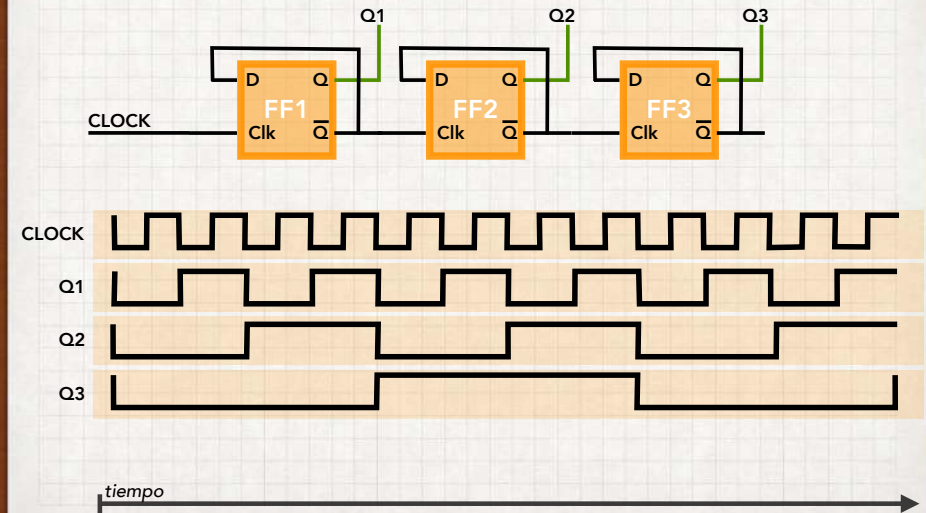 Q1 Q2 Q3
D Q D Q D Q
FF1 FF2 FF3
CLOCK
Clk Q̅ Clk Q̅ Clk Q̅
CLOCK
Q1
Q2
Q3
tiempo